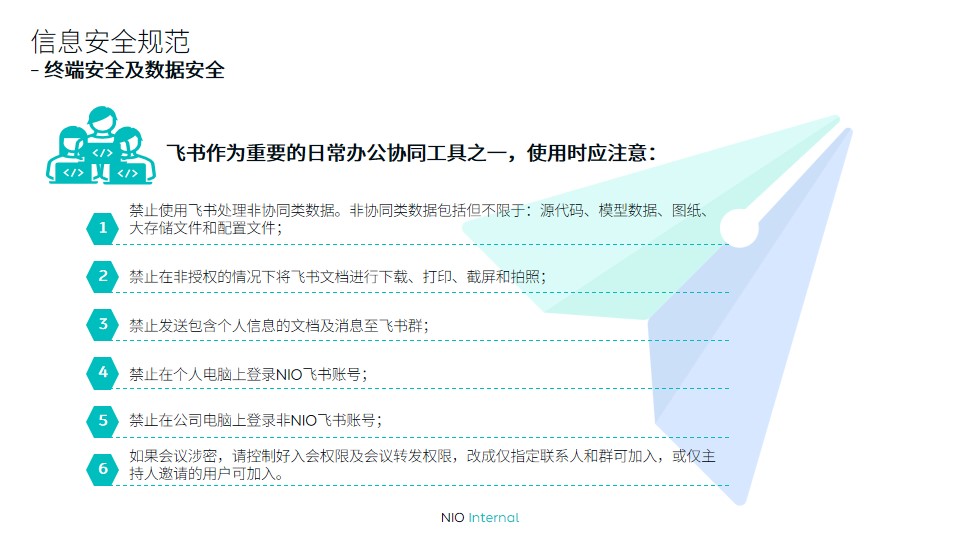 信息安全规范
- 终端安全及数据安全
</>
</>
</>
飞书作为重要的日常办公协同工具之一，使用时应注意：
1
禁止使用飞书处理非协同类数据。非协同类数据包括但不限于：源代码、模型数据、图纸、
大存储文件和配置文件；
2
禁止在非授权的情况下将飞书文档进行下载、打印、截屏和拍照；
3
禁止发送包含个人信息的文档及消息至飞书群；
4
禁止在个人电脑上登录NIO飞书账号；
5
禁止在公司电脑上登录非NIO飞书账号；
6
如果会议涉密，请控制好入会权限及会议转发权限，改成仅指定联系人和群可加入，或仅主
持人邀请的用户可加入。
NIO Internal